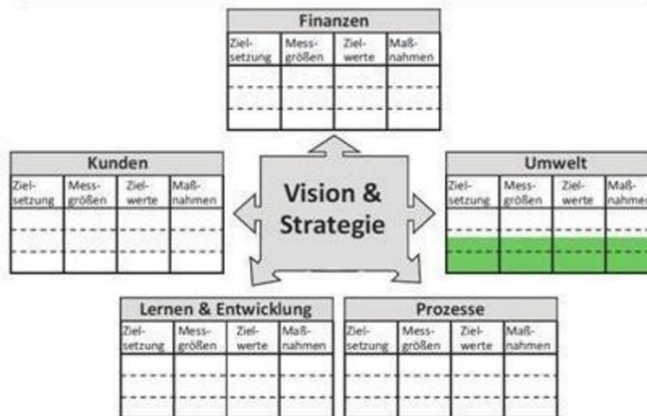 Finanzen
Ziel- Mess- Ziel- Maß-
setzung größen werte nahmen
Kunden
Ziel- Mess- Ziel- Maß-
setzung größen werte nahmen
Vision &
Strategie
Umwelt
Ziel- Mess- Ziel- Maß-
setzung größen werte nahmen
Lernen & Entwicklung
Ziel- Mess- Ziel- Maß-
setzung größen werte nahmen
Prozesse
Ziel- Mess- Ziel- Maß-
setzung größen werte nahmen